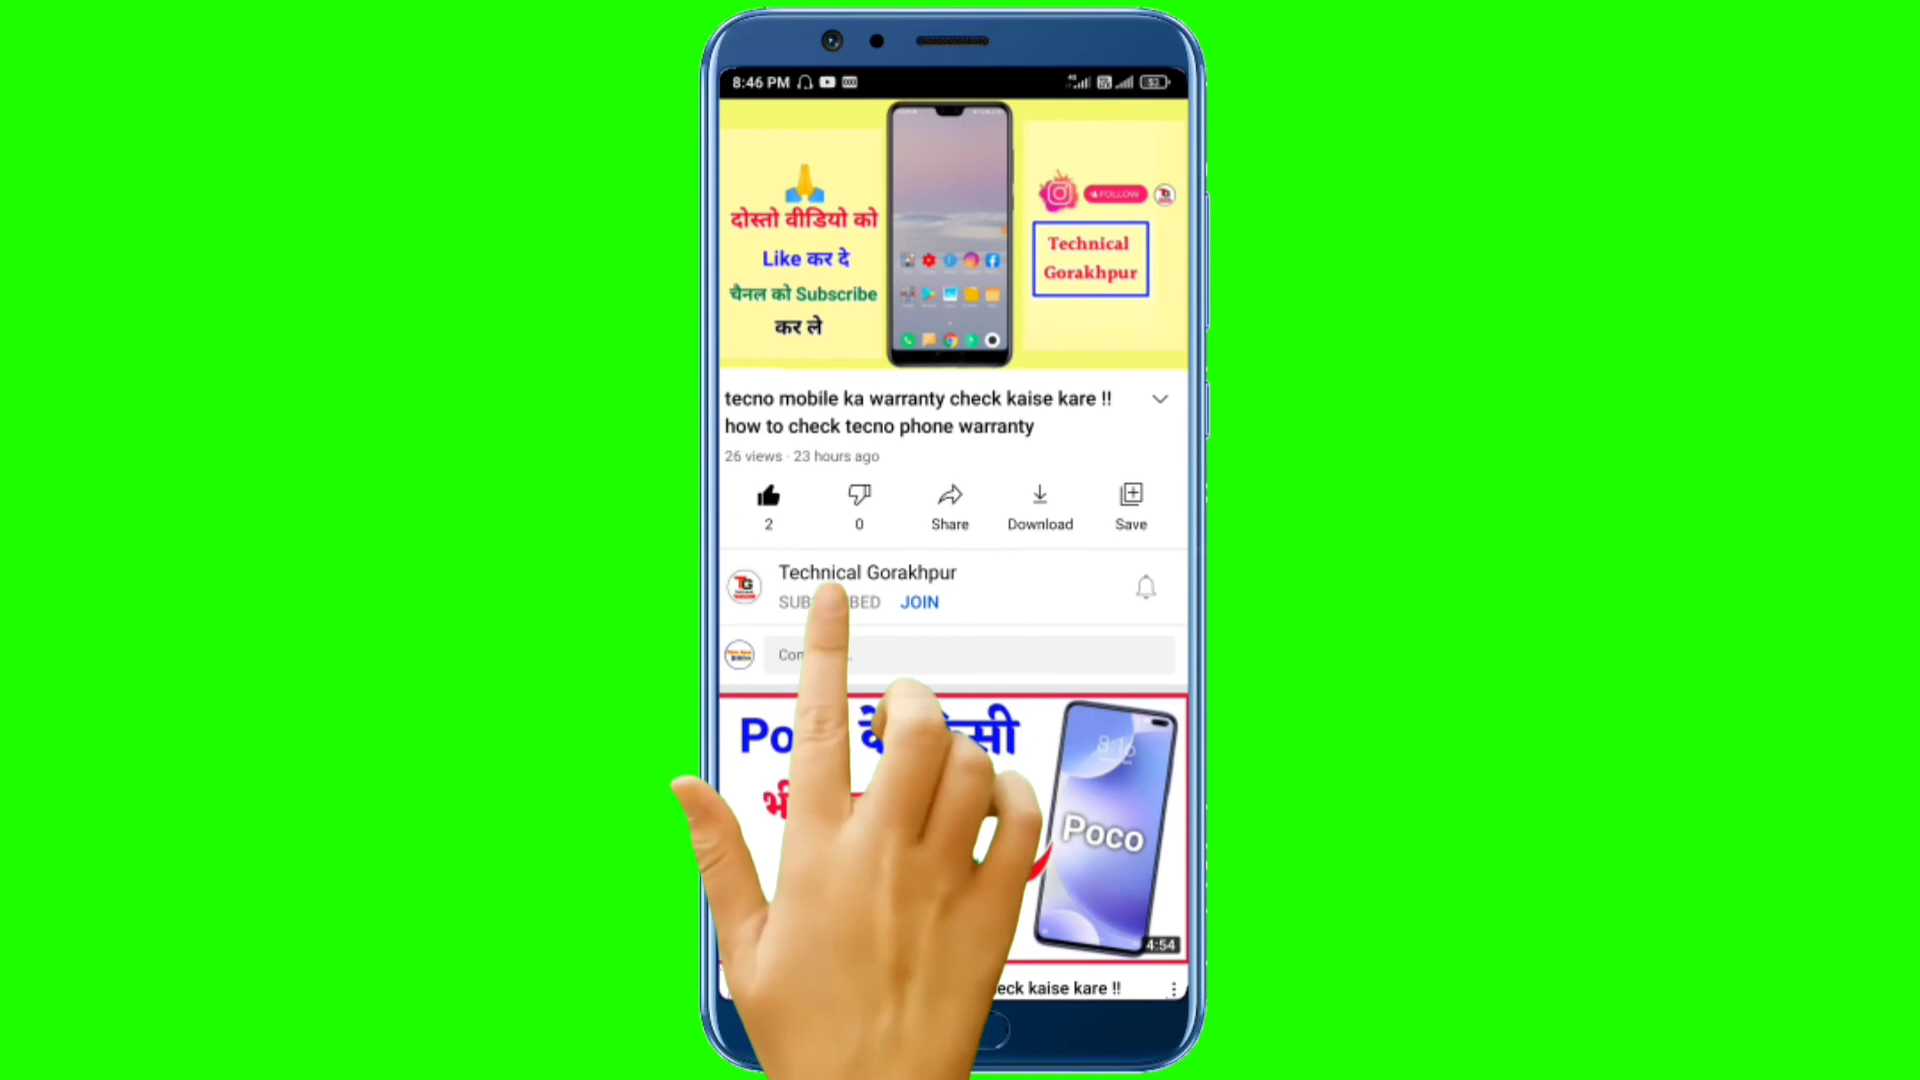 8:46 PM
दोस्तो वीडियो को
Like कर दे
चैनल को Subscribe
कर ले
FOLLOW
Technical
Gorakhpur
tecno mobile ka warranty check kaise kare !!
how to check tecno phone warranty
26 views · 23 hours ago
2
0
Share
Download
Save
Technical Gorakhpur
JOIN
Poco
4:54
kaise kare !!